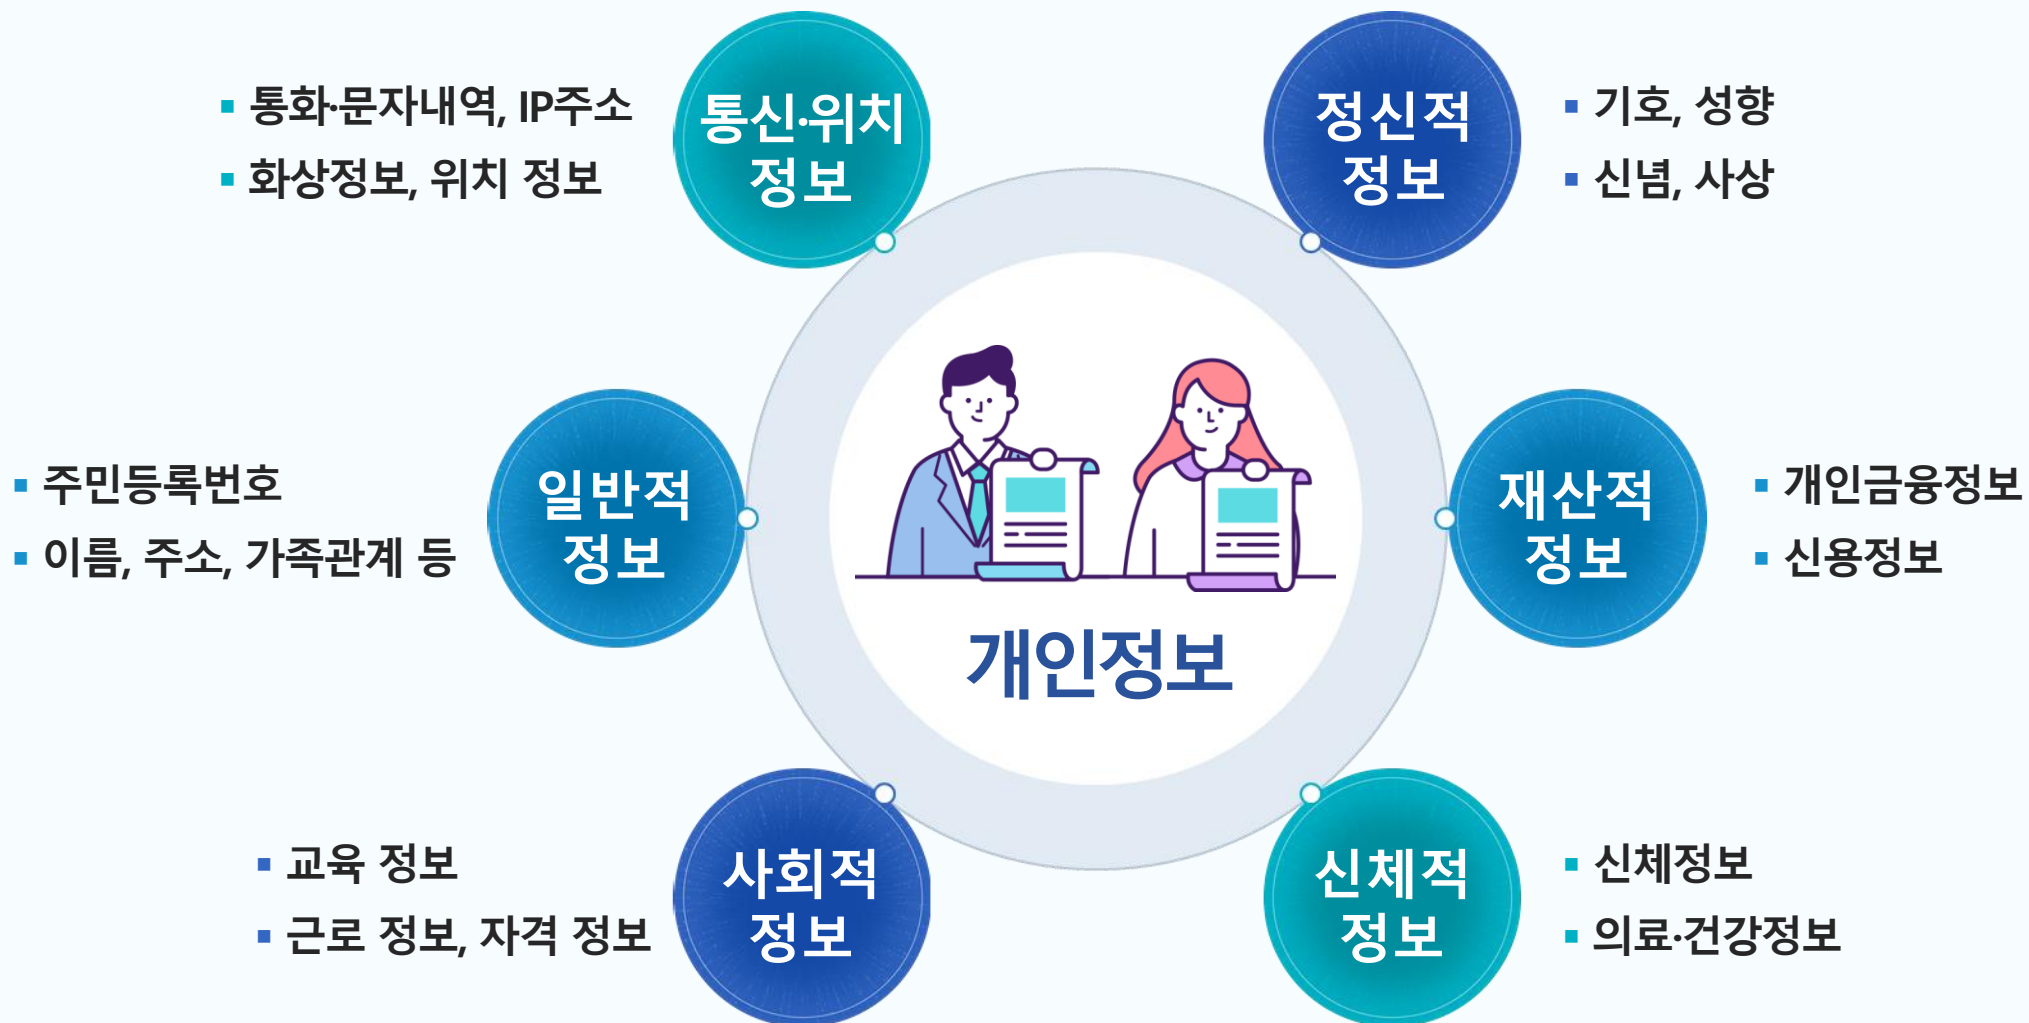 통신·위치
정보
▪ 통화·문자내역, IP주소
▪ 화상정보, 위치 정보
정신적
정보
▪ 기호, 성향
▪ 신념, 사상
일반적
정보
▪ 주민등록번호
▪ 이름, 주소, 가족관계 등
개인정보
재산적
정보
▪ 개인금융정보
▪ 신용정보
사회적
정보
▪ 교육 정보
▪ 근로 정보, 자격 정보
신체적
정보
▪ 신체정보
▪ 의료·건강정보